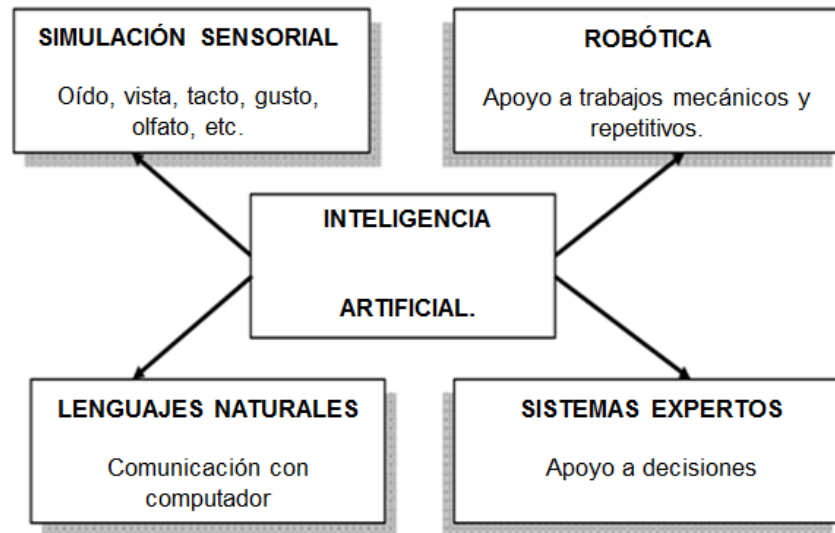 SIMULACIÓN SENSORIAL
Oído, vista, tacto, gusto,
olfato, etc.
ROBÓTICA
Apoyo a trabajos mecánicos y
repetitivos.
INTELIGENCIA
ARTIFICIAL.
LENGUAJES NATURALES
Comunicación con
computador
SISTEMAS EXPERTOS
Apoyo a decisiones